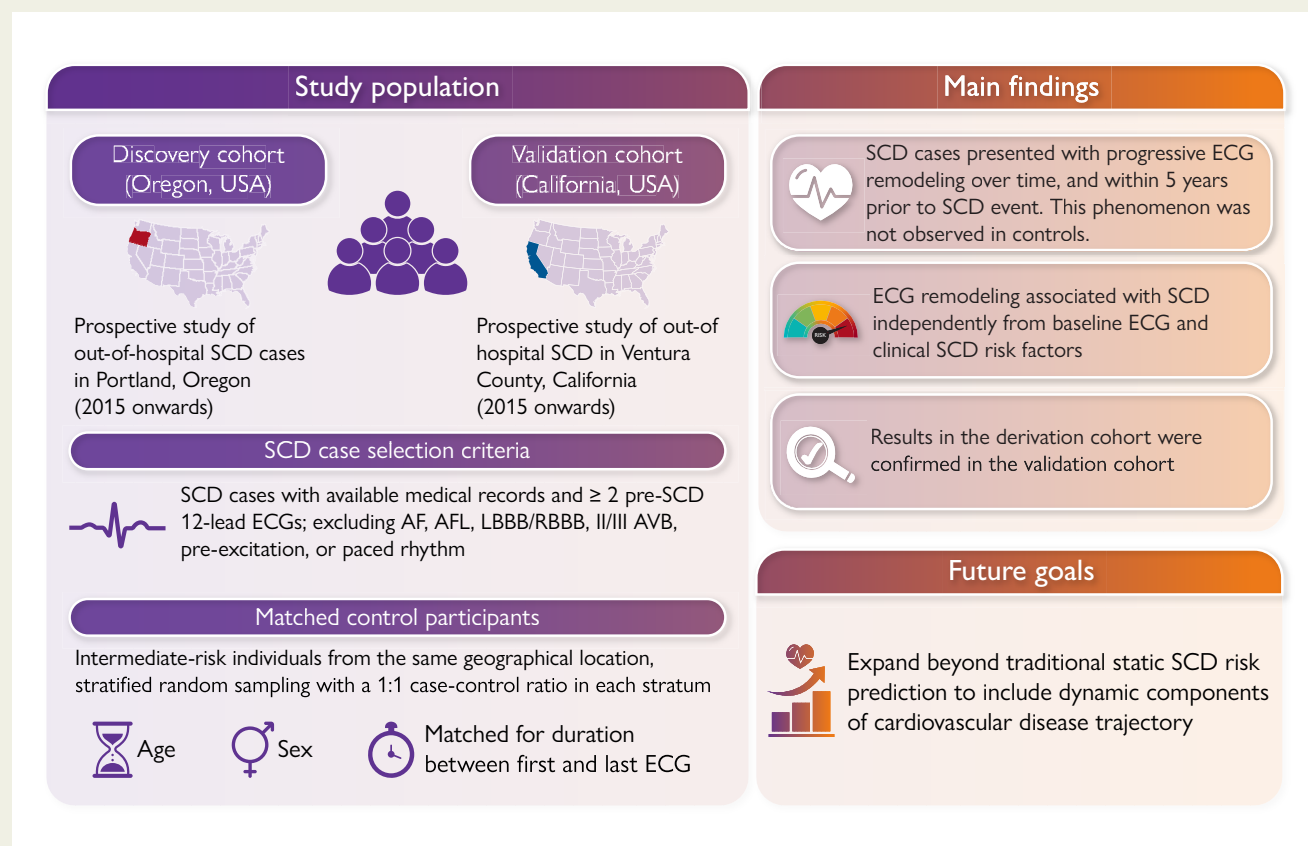 Study population
Discovery cohort
(Oregon, USA)
Validation cohort
(California, USA)
Prospective study of
out-of-hospital SCD cases
in Portland, Oregon
(2015 onwards)
Prospective study of out-of
hospital SCD in Ventura
County, California
(2015 onwards)
SCD case selection criteria
SCD cases with available medical records and ≥ 2 pre-SCD
12-lead ECGs; excluding AF, AFL, LBBB/RBBB, II/III AVB,
pre-excitation, or paced rhythm
Matched control participants
Intermediate-risk individuals from the same geographical location,
stratified random sampling with a 1:1 case-control ratio in each stratum
Age
Sex
Matched for duration
between first and last ECG
Main findings
SCD cases presented with progressive ECG
remodeling over time, and within 5 years
prior to SCD event. This phenomenon was
not observed in controls.
RISK
ECG remodeling associated with SCD
independently from baseline ECG and
clinical SCD risk factors
Results in the derivation cohort were
confirmed in the validation cohort
Future goals
Expand beyond traditional static SCD risk
prediction to include dynamic components
of cardiovascular disease trajectory